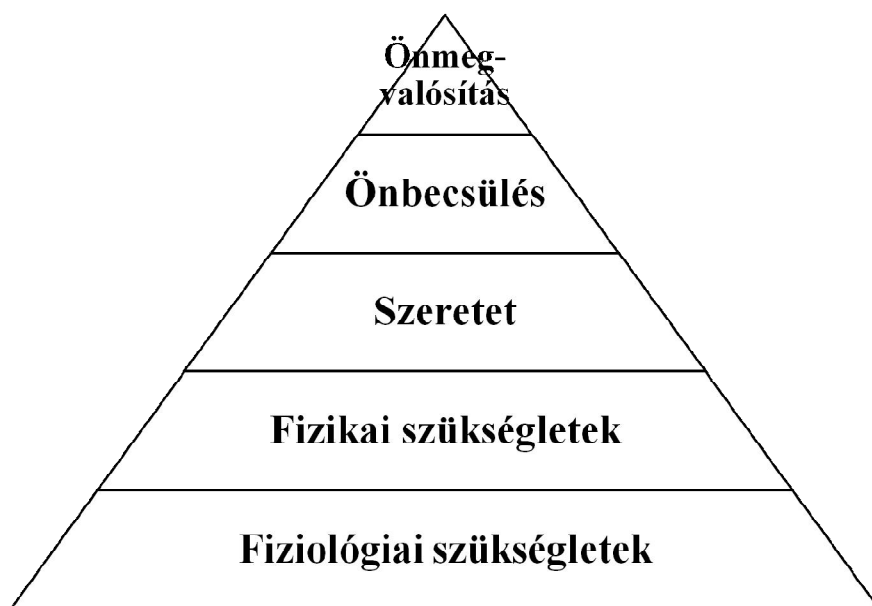 Önmeg-
valósítás
Önbecsülés
Szeretet
Fizikai szükségletek
Fiziológiai szükségletek